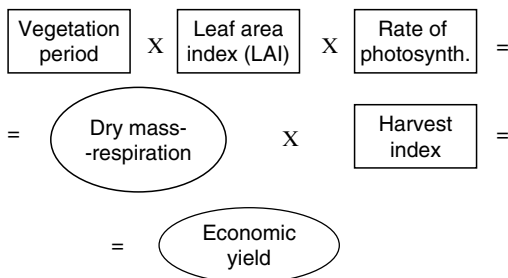 Vegetation period X Leaf area index (LAI) X Rate of photosynth. =
= Dry mass- -respiration X Harvest index =
= Economic yield